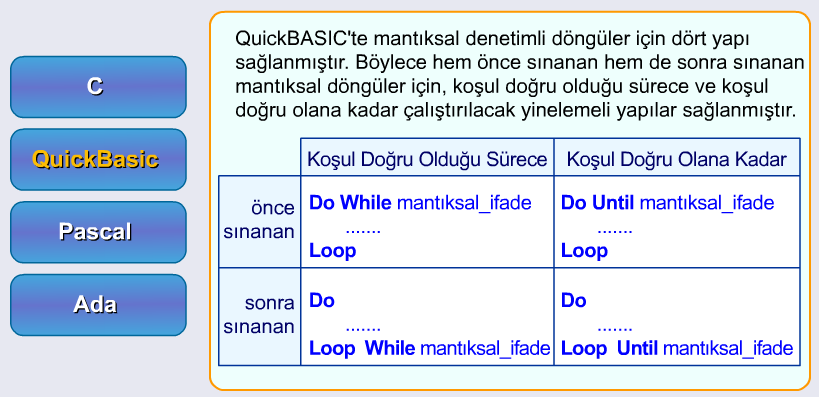 C
QuickBasic
Pascal
Ada
QuickBASIC'te mantıksal denetimli döngüler için dört yapı
sağlanmıştır. Böylece hem önce sınanan hem de sonra sınanan
mantıksal döngüler için, koşul doğru olduğu sürece ve koşul
doğru olana kadar çalıştırılacak yinelemeli yapılar sağlanmıştır.
Koşul Doğru Olduğu Sürece
Koşul Doğru Olana Kadar
önce
sınanan
Do While mantıksal_ifade
.......
Loop
Do Until mantıksal_ifade
.......
Loop
sonra
sınanan
Do
.......
Loop While mantıksal_ifade
Do
.......
Loop Until mantıksal_ifade